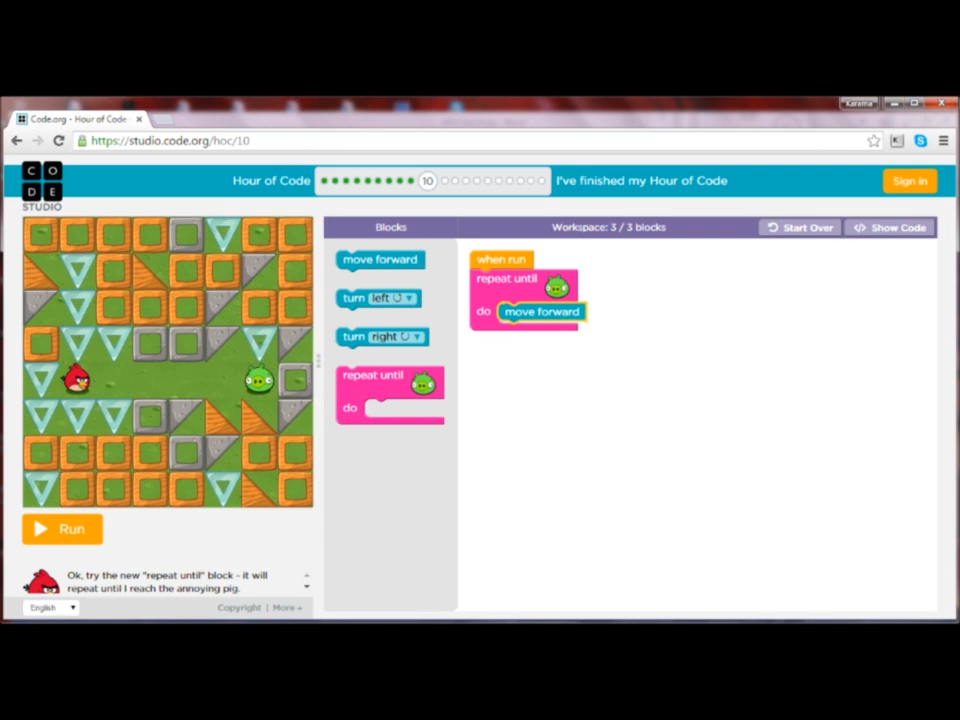 Karama
Code.org - Hour of Code
https://studio.code.org/hoc/10
C O
D E
STUDIO
Hour of Code
10
I've finished my Hour of Code
Sign in
Blocks
Workspace: 3 / 3 blocks
Start Over
Show Code
move forward
turn left
turn right
repeat until
do
when run
repeat until
do move forward
Run
Ok, try the new "repeat until" block - it will
repeat until I reach the annoying pig.
English
Copyright | More